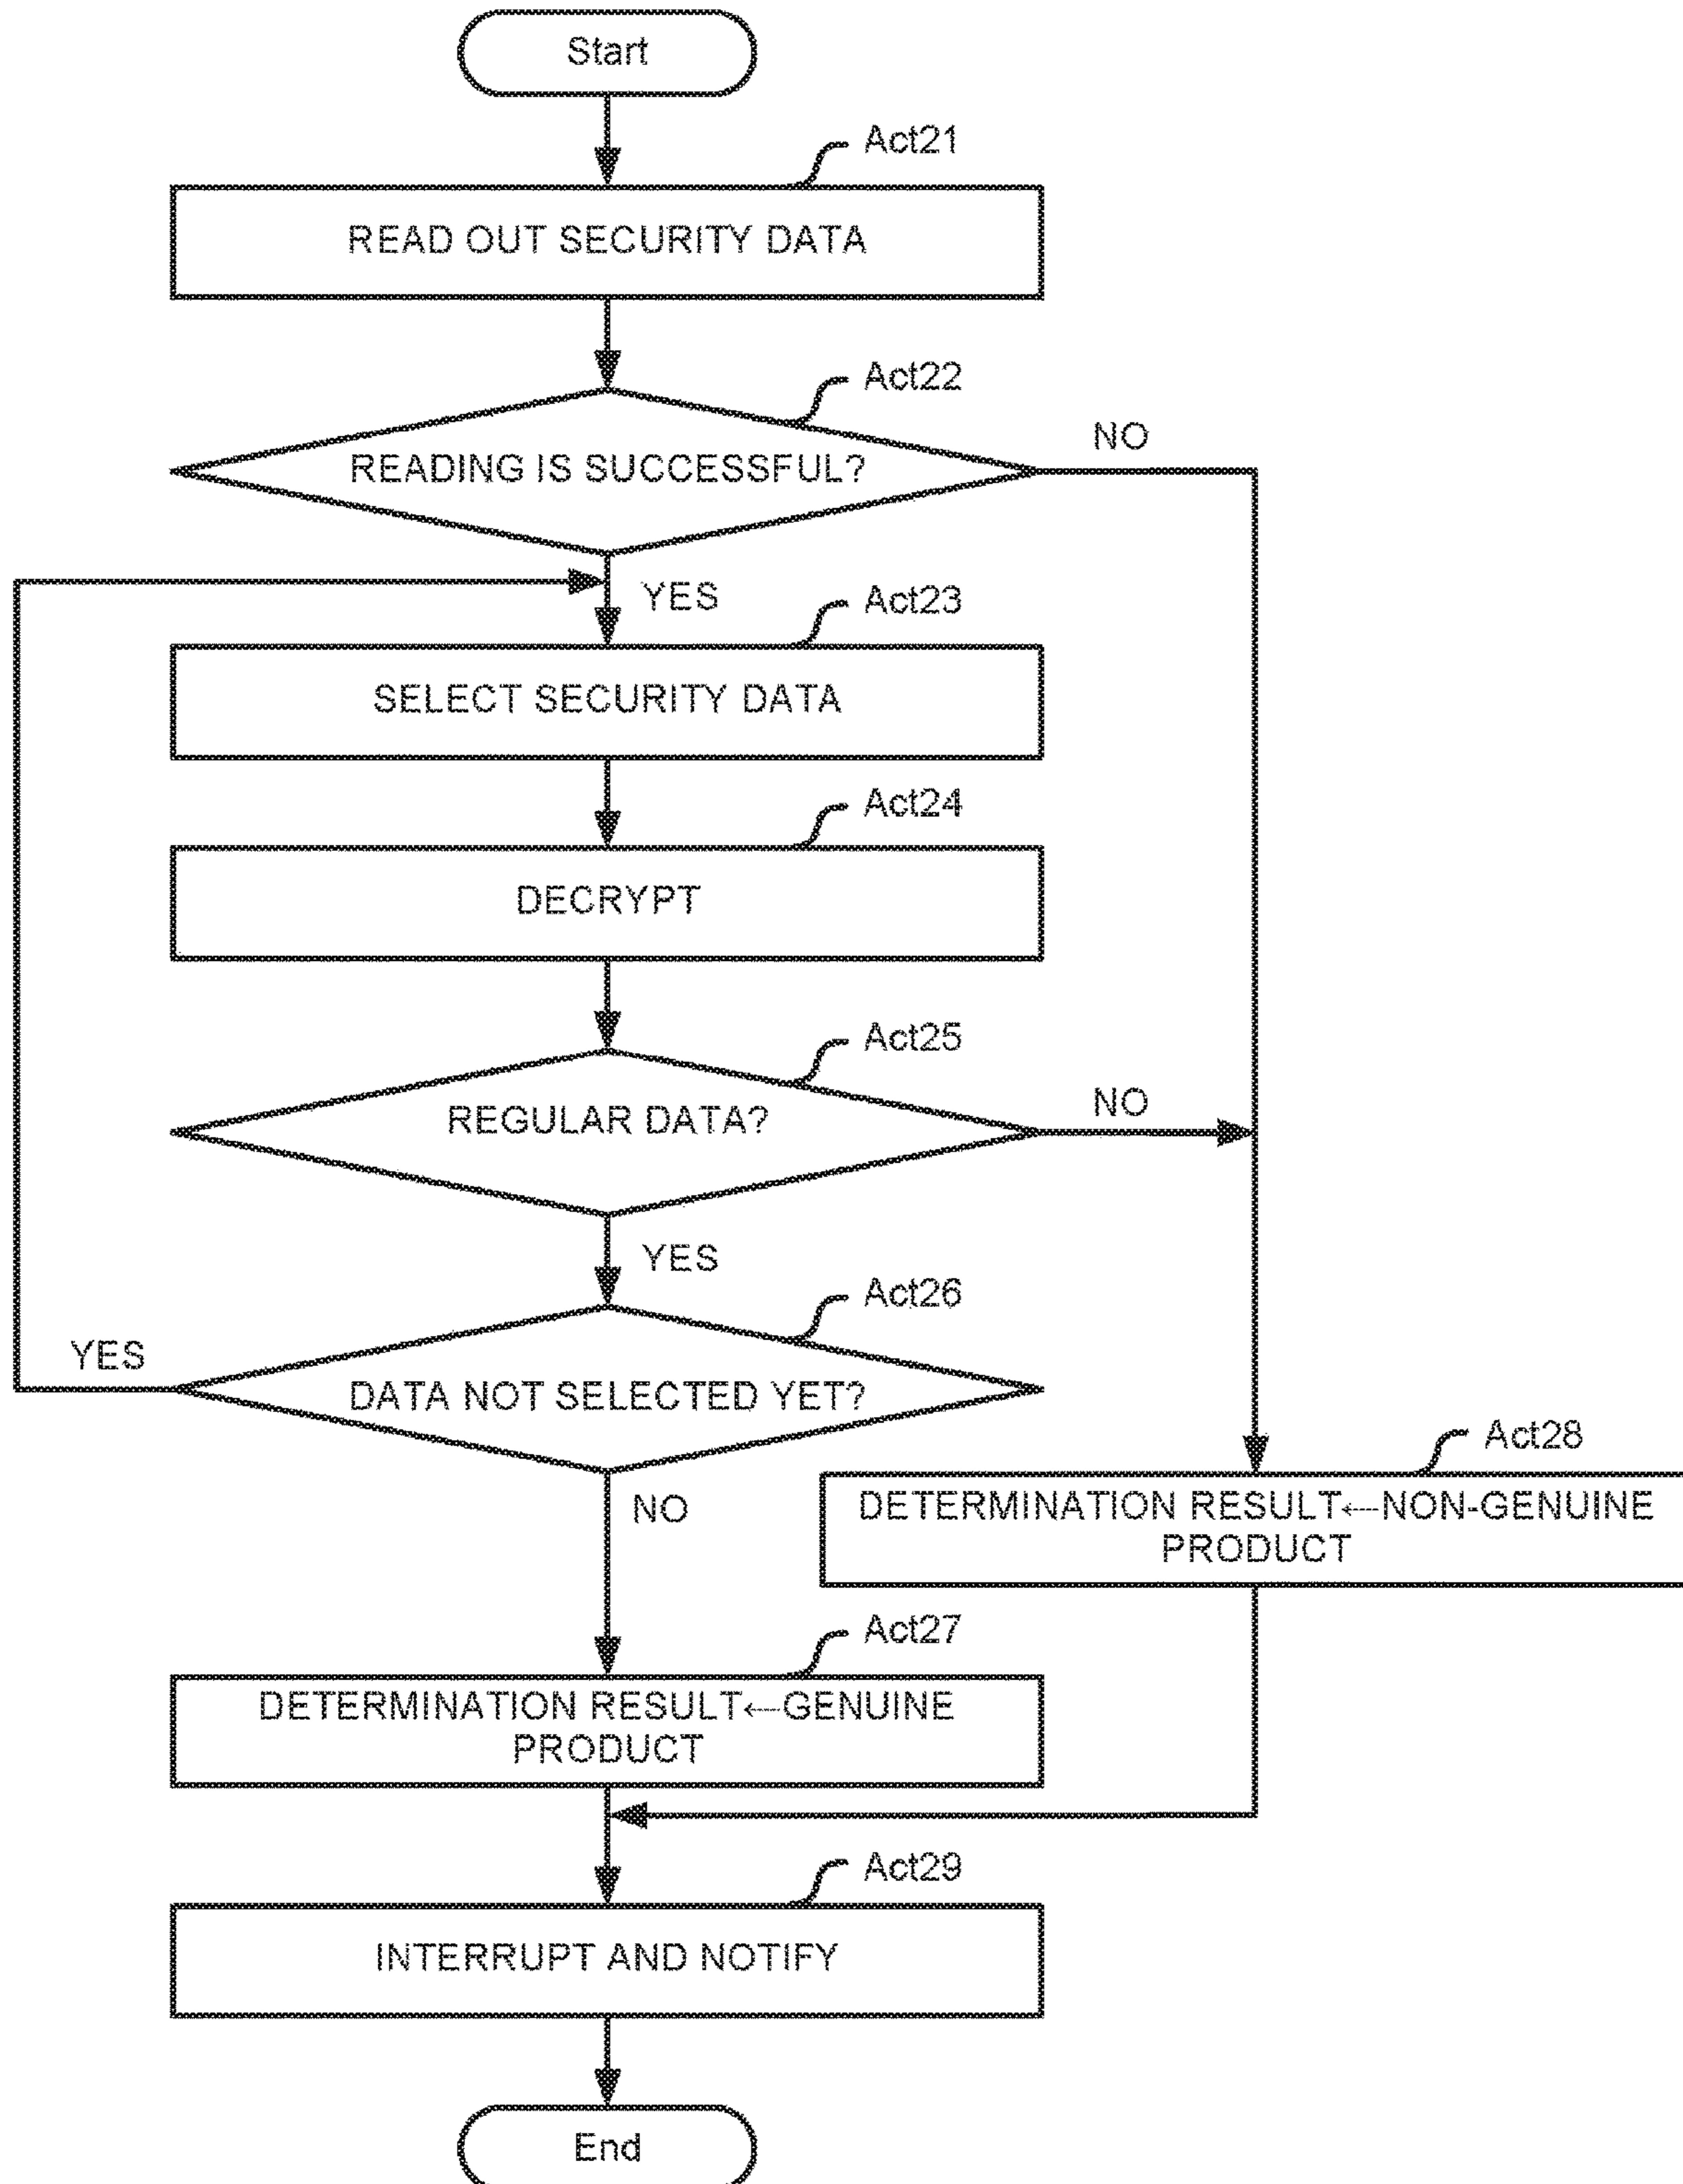 Start
Act21
READ OUT SECURITY DATA
Act22
NO
READING IS SUCCESSFUL?
YES
Act23
SELECT SECURITY DATA
Act24
DECRYPT
Act25
NO
REGULAR DATA?
YES
Act26
YES
DATA NOT SELECTED YET?
Act28
NO
DETERMINATION RESULT←NON-GENUINE
PRODUCT
Act27
DETERMINATION RESULT←GENUINE
PRODUCT
Act29
INTERRUPT AND NOTIFY
End